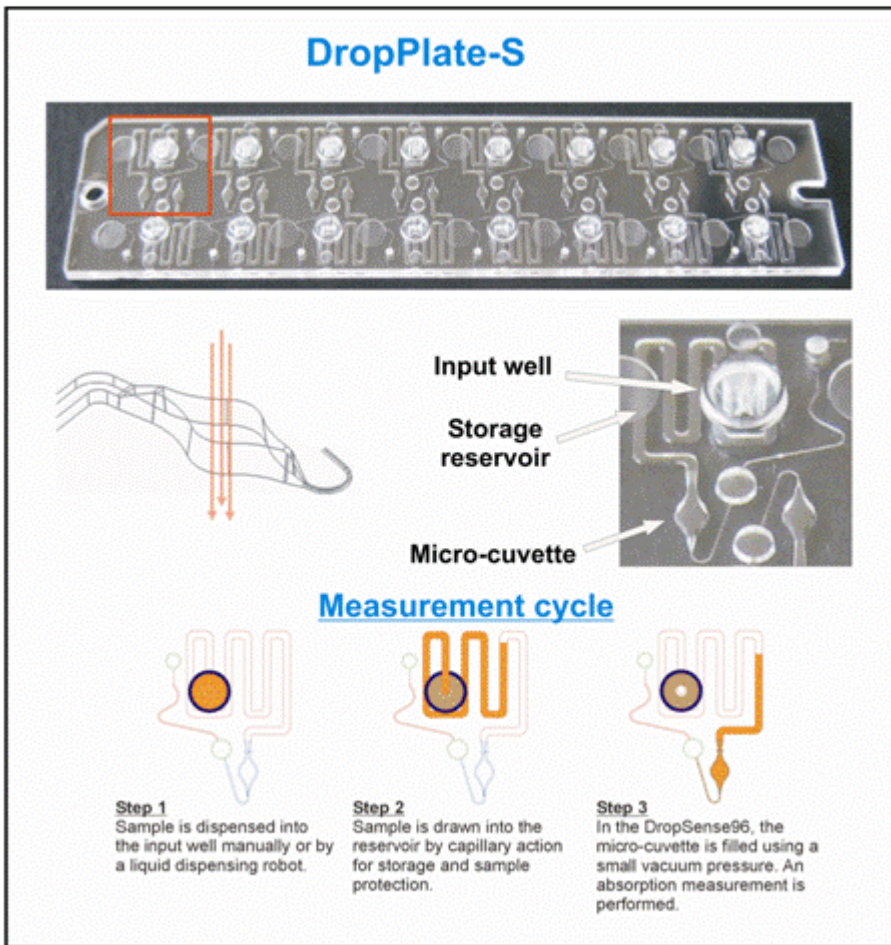 DropPlate-S
Input well
Storage
reservoir
Micro-cuvette
Measurement cycle
Step 1
Sample is dispensed into
the input well manually or by
a liquid dispensing robot.
Step 2
Sample is drawn into the
reservoir by capillary action
for storage and sample
protection.
Step 3
In the DropSense96, the
micro-cuvette is filled using a
small vacuum pressure. An
absorption measurement is
performed.